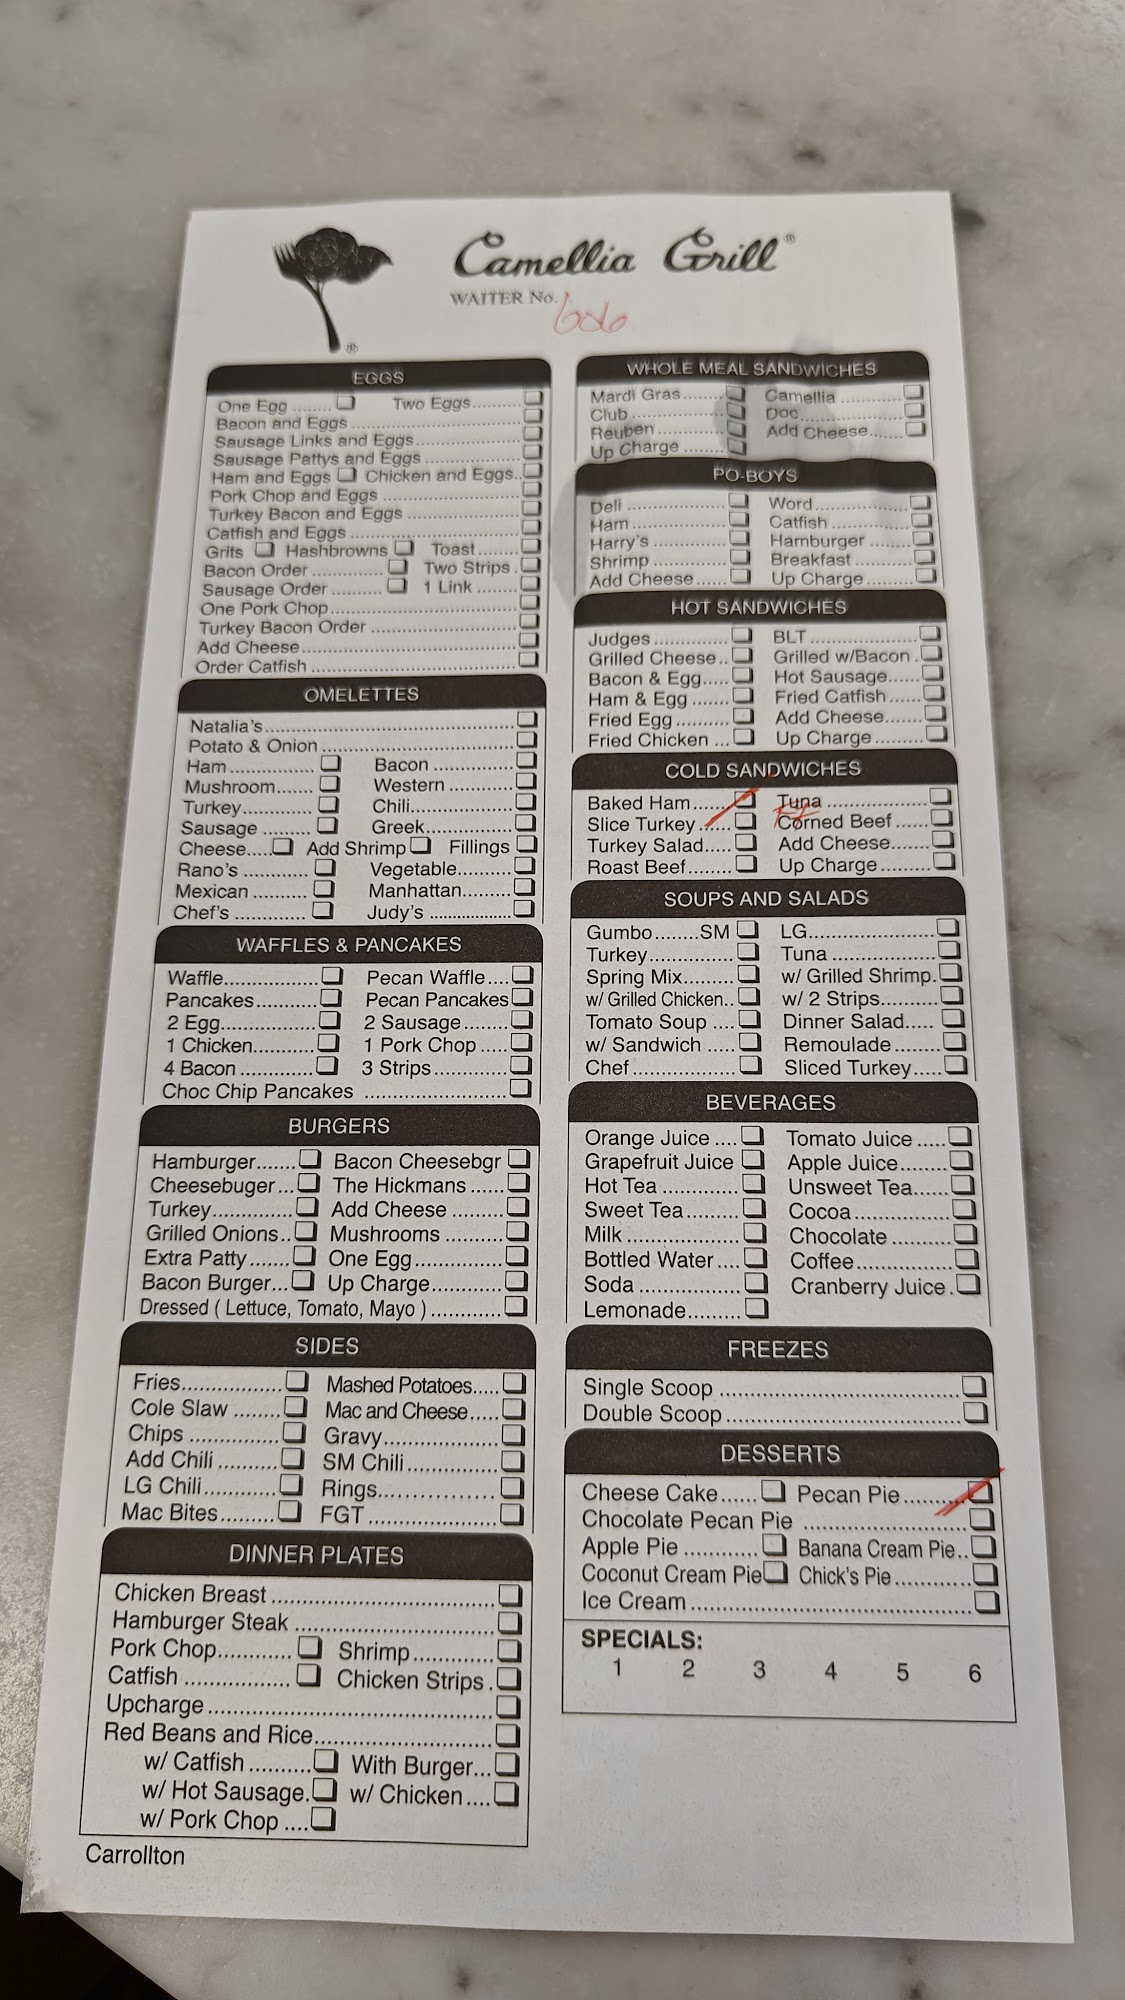 Camellia Grill®
WAITER No. 606
®
EGGS
One Egg ........ Two Eggs............
Bacon and Eggs ................................
Sausage Links and Eggs.....................
Sausage Pattys and Eggs ...................
Ham and Eggs Chicken and Eggs..
Pork Chop and Eggs ..........................
Turkey Bacon and Eggs .....................
Catfish and Eggs ................................
Grits Hashbrowns Toast.......
Bacon Order .............. Two Strips .
Sausage Order .......... 1 Link .......
One Pork Chop...................................
Turkey Bacon Order ...........................
Add Cheese........................................
Order Catfish ......................................
OMELETTES
Natalia's..............................................
Potato & Onion ...................................
Ham............... Bacon ..............
Mushroom....... Western ...........
Turkey............. Chili...................
Sausage ......... Greek.................
Cheese..... Add Shrimp Fillings
Rano's ............ Vegetable...........
Mexican .......... Manhattan..........
Chef's ............. Judy's ................
WAFFLES & PANCAKES
Waffle................. Pecan Waffle....
Pancakes............ Pecan Pancakes
2 Egg.................. 2 Sausage........
1 Chicken............ 1 Pork Chop .....
4 Bacon .............. 3 Strips.............
Choc Chip Pancakes ........................
BURGERS
Hamburger....... Bacon Cheesebgr
Cheesebuger ... The Hickmans ......
Turkey.............. Add Cheese .........
Grilled Onions.. Mushrooms ..........
Extra Patty ....... One Egg...............
Bacon Burger... Up Charge............
Dressed ( Lettuce, Tomato, Mayo ) ............
SIDES
Fries................. Mashed Potatoes.....
Cole Slaw ......... Mac and Cheese.....
Chips ............... Gravy....................
Add Chili ........... SM Chili................
LG Chili............. Rings.....................
Mac Bites.......... FGT ......................
DINNER PLATES
Chicken Breast ......................................
Hamburger Steak ..................................
Pork Chop............ Shrimp.............
Catfish ................. Chicken Strips .
Upcharge ................................................
Red Beans and Rice..............................
w/ Catfish .......... With Burger...
w/ Hot Sausage. w/ Chicken ....
w/ Pork Chop ....
Carrollton
WHOLE MEAL SANDWICHES
Mardi Gras....... Camellia ..........
Club ................. Doc..................
Reuben............. Add Cheese......
Up Charge ........
PO-BOYS
Deli .................. Word.................
Ham ................. Catfish ..............
Harry's ............. Hamburger .......
Shrimp ............. Breakfast ..........
Add Cheese...... Up Charge.........
HOT SANDWICHES
Judges ............. BLT ...................
Grilled Cheese.. Grilled w/Bacon .
Bacon & Egg..... Hot Sausage......
Ham & Egg ....... Fried Catfish ......
Fried Egg .......... Add Cheese.......
Fried Chicken ... Up Charge.........
COLD SANDWICHES
Baked Ham...... Tuna .................
Slice Turkey ..... Corned Beef ......
Turkey Salad..... Add Cheese.......
Roast Beef........ Up Charge..........
SOUPS AND SALADS
Gumbo........SM LG.....................
Turkey............... Tuna .................
Spring Mix......... w/ Grilled Shrimp.
w/ Grilled Chicken.. w/ 2 Strips.........
Tomato Soup .... Dinner Salad.....
w/ Sandwich ..... Remoulade ........
Chef .................. Sliced Turkey.....
BEVERAGES
Orange Juice .... Tomato Juice .....
Grapefruit Juice Apple Juice........
Hot Tea ............. Unsweet Tea......
Sweet Tea......... Cocoa................
Milk .................... Chocolate ..........
Bottled Water.... Coffee................
Soda .................. Cranberry Juice .
Lemonade.........
FREEZES
Single Scoop .....................................
Double Scoop ....................................
DESSERTS
Cheese Cake...... Pecan Pie..........
Chocolate Pecan Pie .........................
Apple Pie ............ Banana Cream Pie..
Coconut Cream Pie Chick's Pie............
Ice Cream ...........................................
SPECIALS:
1 2 3 4 5 6